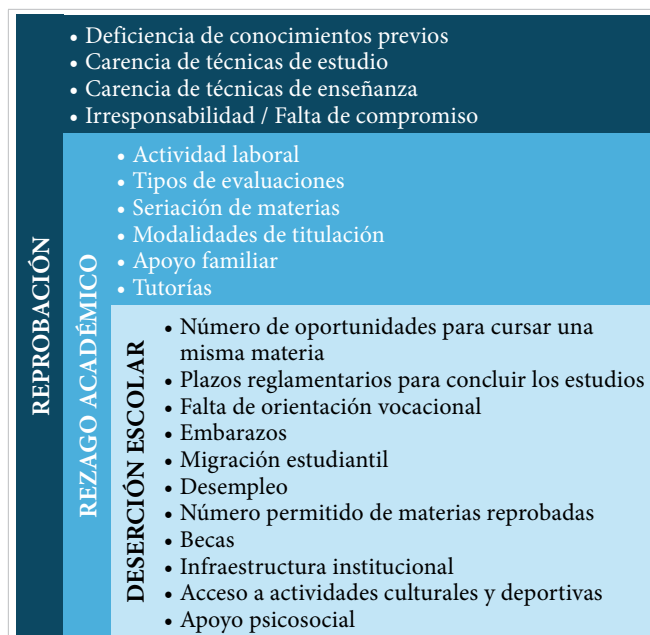 REPROBACIÓN
• Deficiencia de conocimientos previos
• Carencia de técnicas de estudio
• Carencia de técnicas de enseñanza
• Irresponsabilidad / Falta de compromiso
REZAGO ACADÉMICO
• Actividad laboral
• Tipos de evaluaciones
• Seriación de materias
• Modalidades de titulación
• Apoyo familiar
• Tutorías
DESERCIÓN ESCOLAR
• Número de oportunidades para cursar una
misma materia
• Plazos reglamentarios para concluir los estudios
• Falta de orientación vocacional
• Embarazos
• Migración estudiantil
• Desempleo
• Número permitido de materias reprobadas
• Becas
• Infraestructura institucional
• Acceso a actividades culturales y deportivas
• Apoyo psicosocial